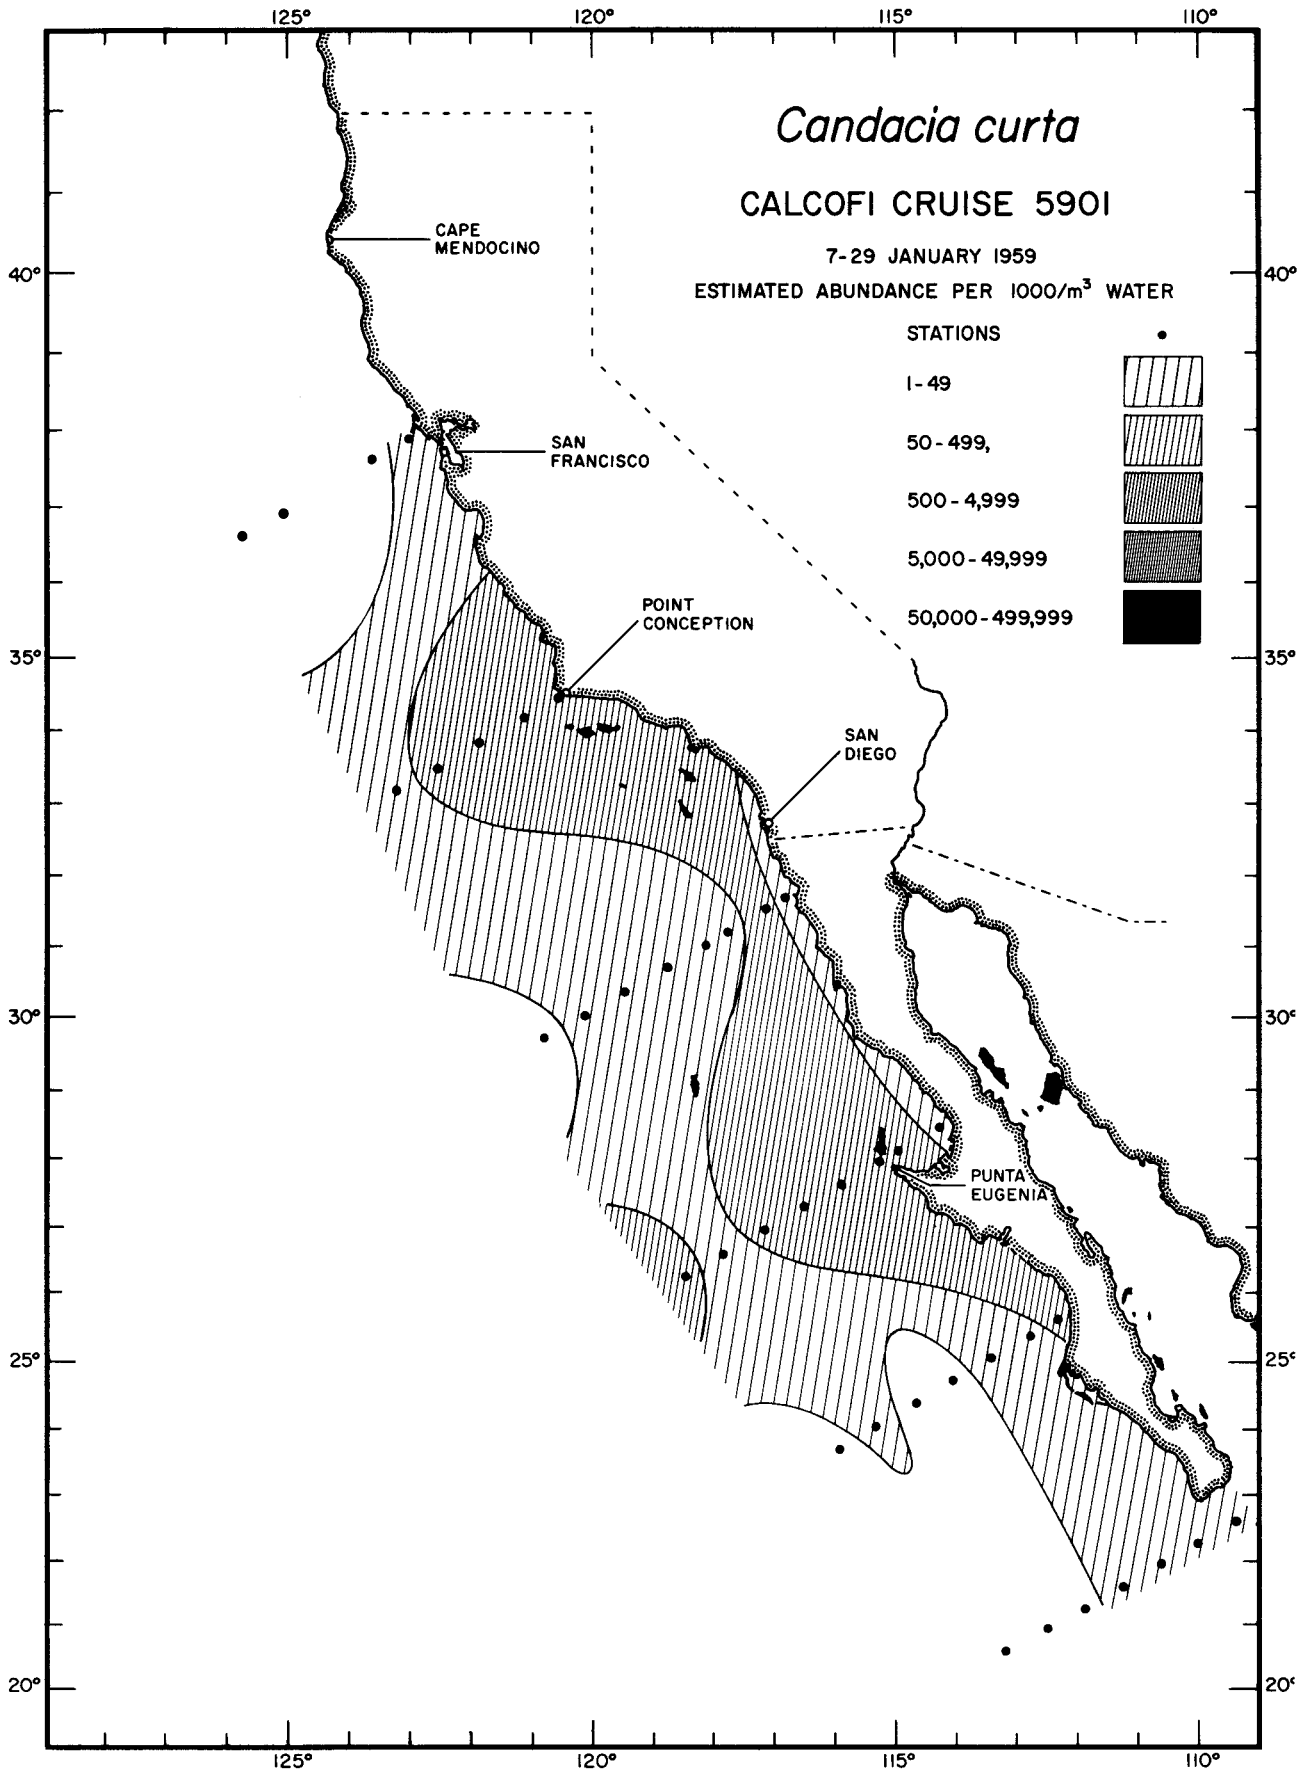 125° 120° 115° 110°
Candacia curta
CALCOFI CRUISE 5901
7-29 JANUARY 1959
ESTIMATED ABUNDANCE PER 1000/m³ WATER
STATIONS
1-49
50-499,
500-4,999
5,000-49,999
50,000-499,999
CAPE
MENDOCINO
40° 40°
SAN
FRANCISCO
POINT
CONCEPTION
35° 35°
SAN
DIEGO
30° 30°
PUNTA
EUGENIA
25° 25°
20° 20°
125° 120° 115° 110°